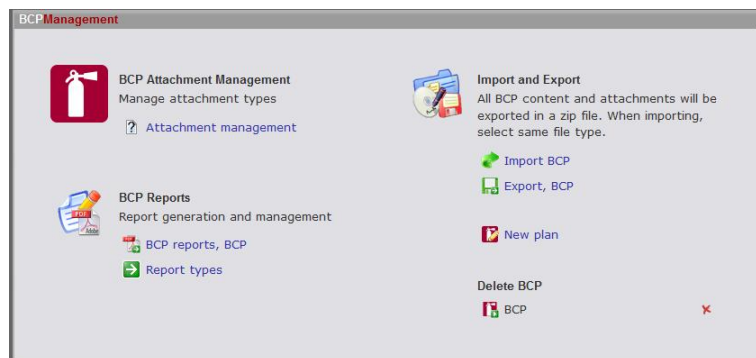 BCPManagement
BCP Attachment Management
Manage attachment types
Attachment management
BCP Reports
Report generation and management
BCP reports, BCP
Report types
Import and Export
All BCP content and attachments will be
exported in a zip file. When importing,
select same file type.
Import BCP
Export, BCP
New plan
Delete BCP
BCP